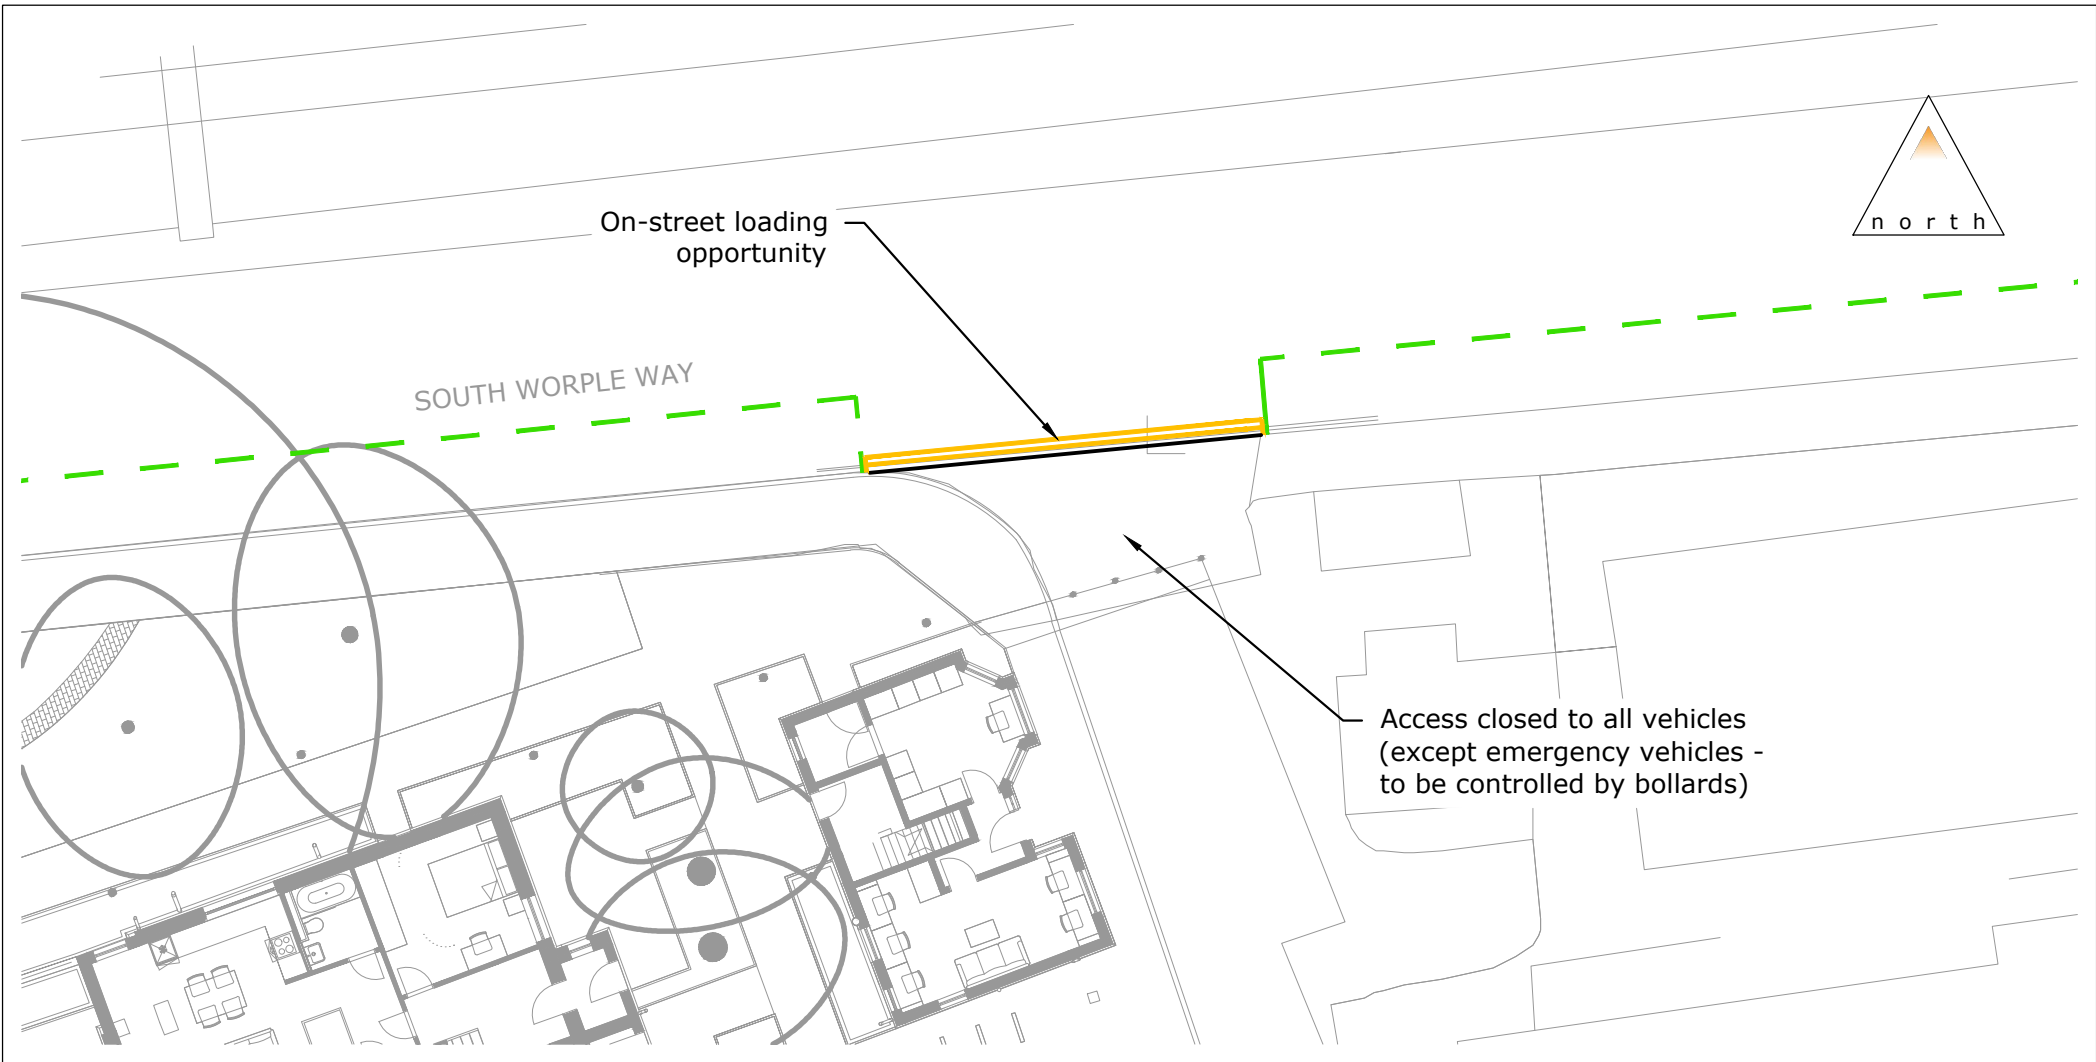 n o r t h
On-street loading
opportunity
SOUTH WORPLE WAY
Access closed to all vehicles
(except emergency vehicles -
to be controlled by bollards)